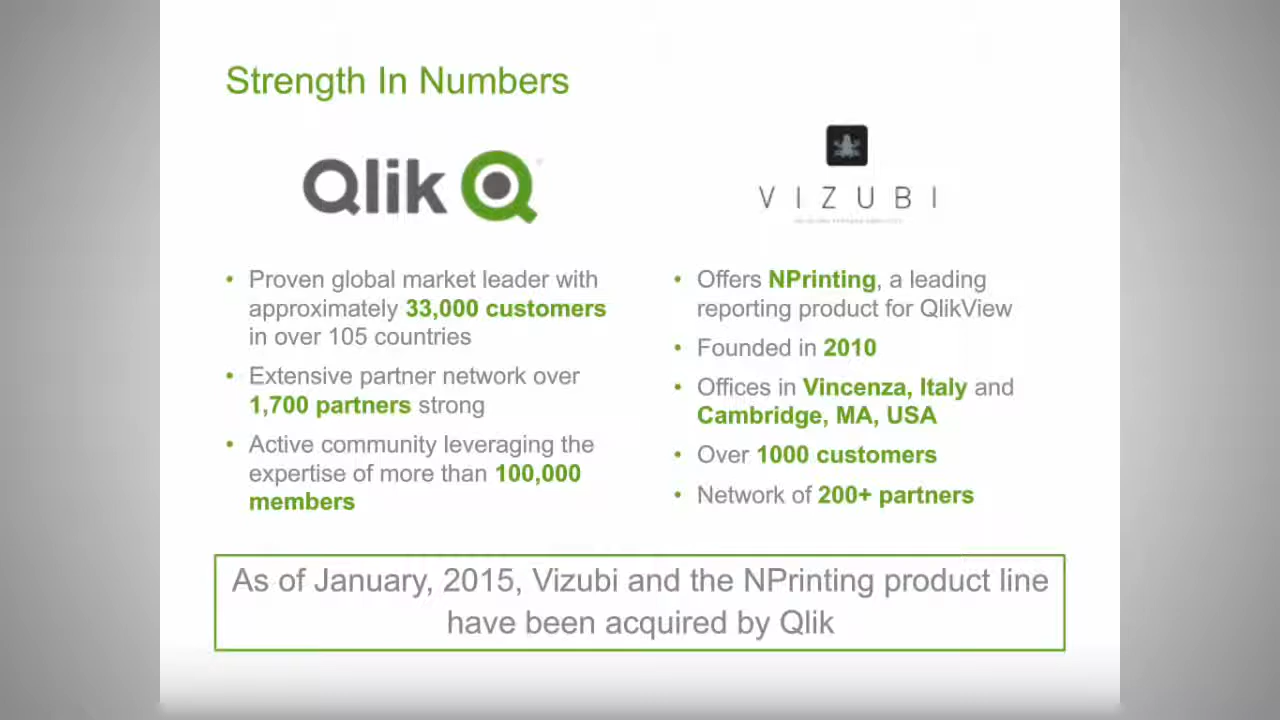 Strength In Numbers
Qlik
VIZUBI
• Proven global market leader with
approximately 33,000 customers
in over 105 countries
• Extensive partner network over
1,700 partners strong
• Active community leveraging the
expertise of more than 100,000
members
• Offers NPrinting, a leading
reporting product for QlikView
• Founded in 2010
• Offices in Vincenza, Italy and
Cambridge, MA, USA
• Over 1000 customers
• Network of 200+ partners
As of January, 2015, Vizubi and the NPrinting product line
have been acquired by Qlik